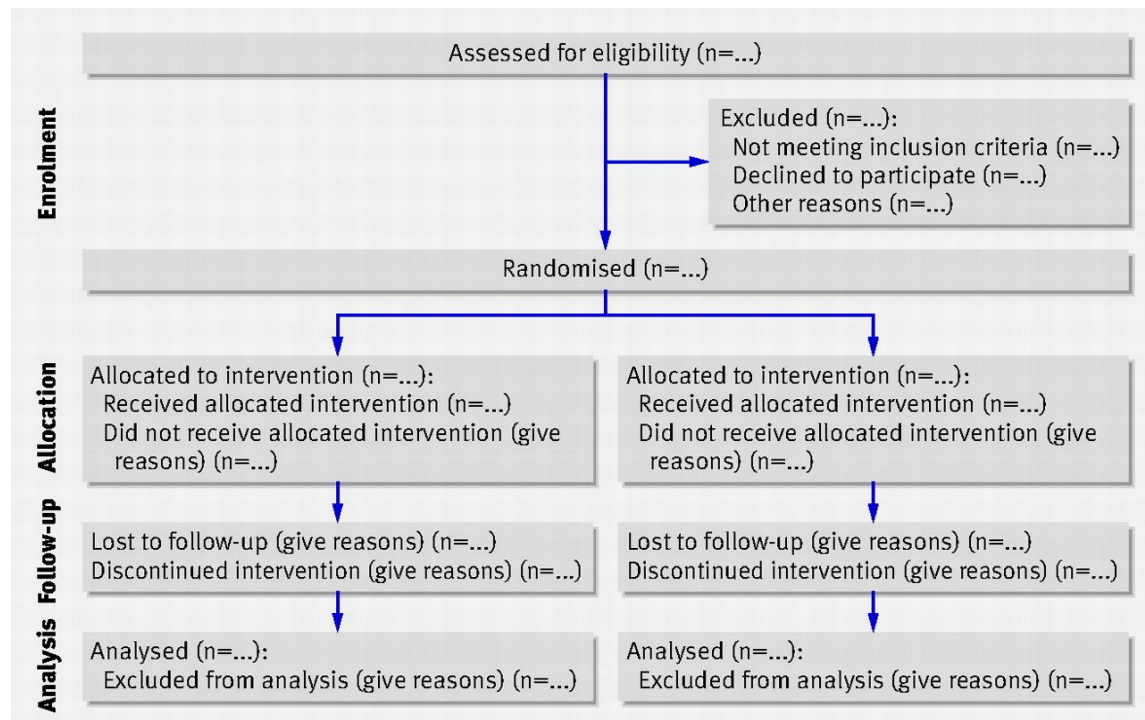 Assessed for eligibility (n=...)
Enrolment
Excluded (n=...):
Not meeting inclusion criteria (n=...)
Declined to participate (n=...)
Other reasons (n=...)
Randomised (n=...)
Allocation
Allocated to intervention (n=...):
Received allocated intervention (n=...)
Did not receive allocated intervention (give
reasons) (n=...)
Allocated to intervention (n=...):
Received allocated intervention (n=...)
Did not receive allocated intervention (give
reasons) (n=...)
Follow-up
Lost to follow-up (give reasons) (n=...)
Discontinued intervention (give reasons) (n=...)
Lost to follow-up (give reasons) (n=...)
Discontinued intervention (give reasons) (n=...)
Analysis
Analysed (n=...):
Excluded from analysis (give reasons) (n=...)
Analysed (n=...):
Excluded from analysis (give reasons) (n=...)